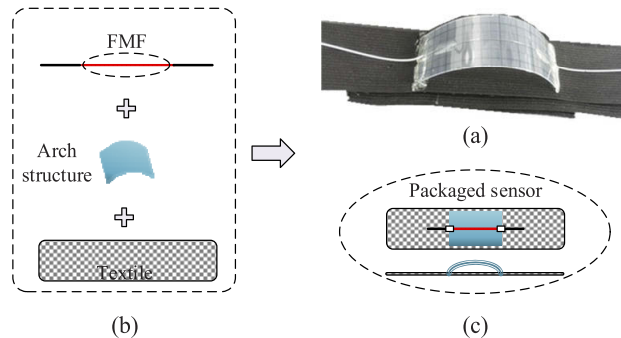 FMF
Arch
structure
Textile
(b)
(a)
Packaged sensor
(c)